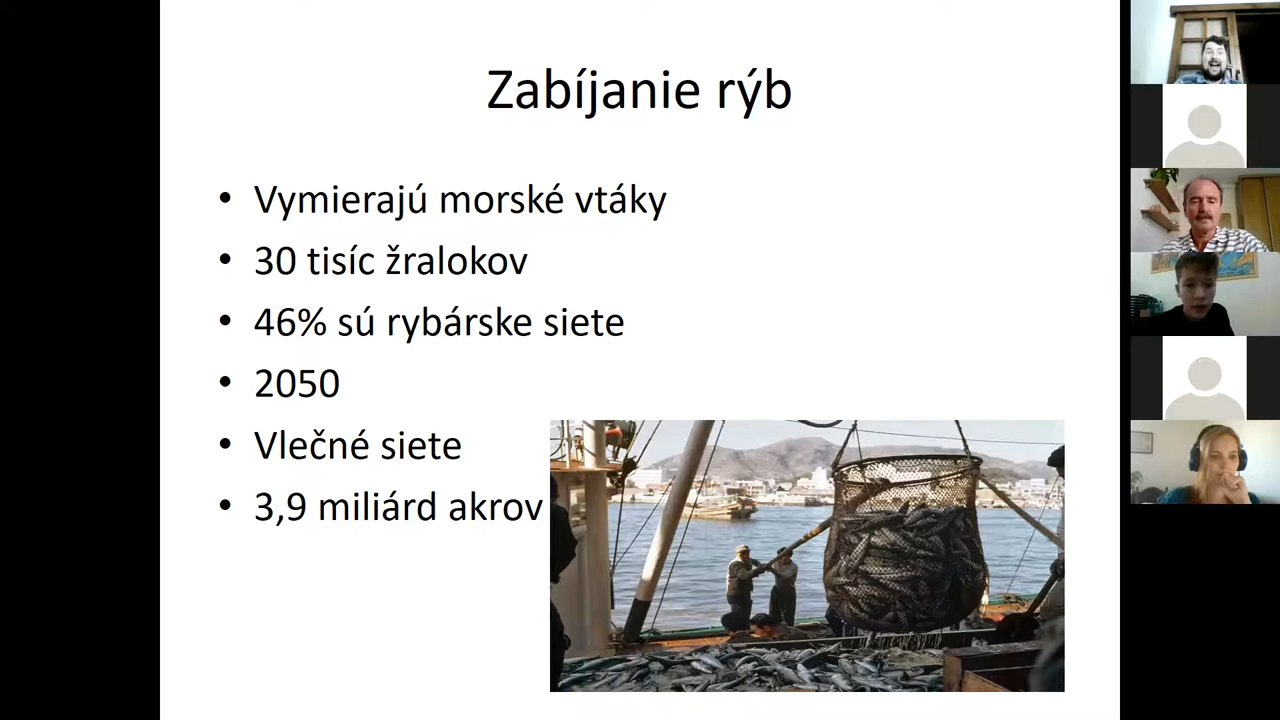 Zabíjanie rýb
• Vymierajú morské vtáky
• 30 tisíc žralokov
• 46% sú rybárske siete
• 2050
• Vlečné siete
• 3,9 miliárd akrov